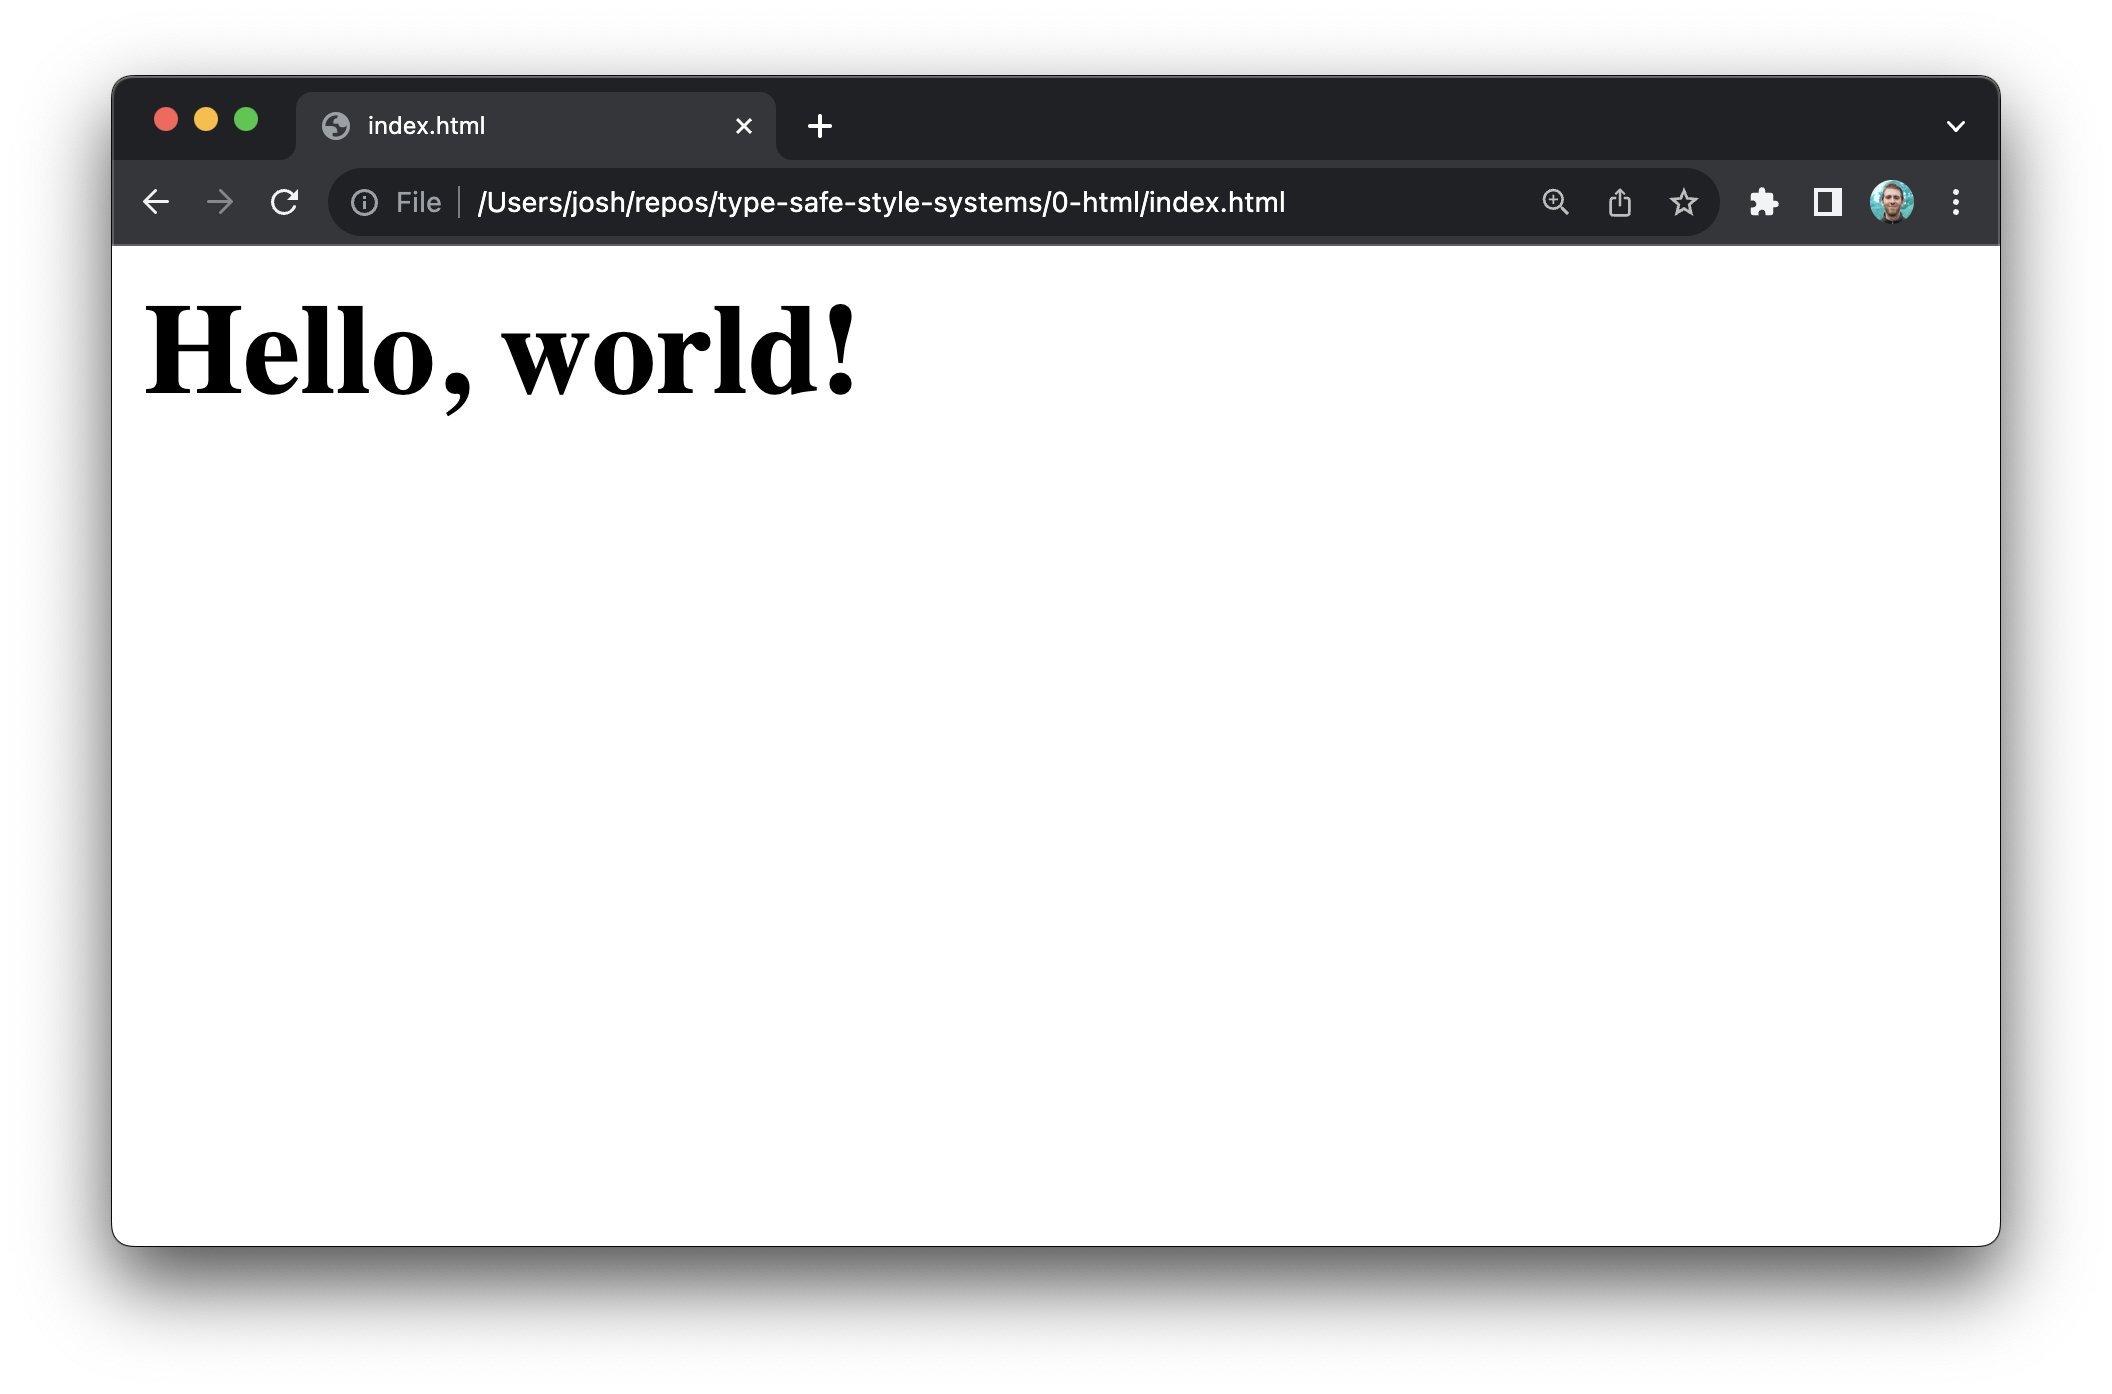 index.html
File /Users/josh/repos/type-safe-style-systems/0-html/index.html
Hello, world!